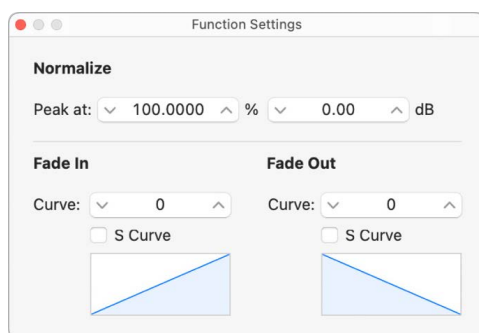 Function Settings
Normalize
Peak at: 100.0000 % 0.00 dB
Fade In Fade Out
Curve: 0 Curve: 0
S Curve S Curve